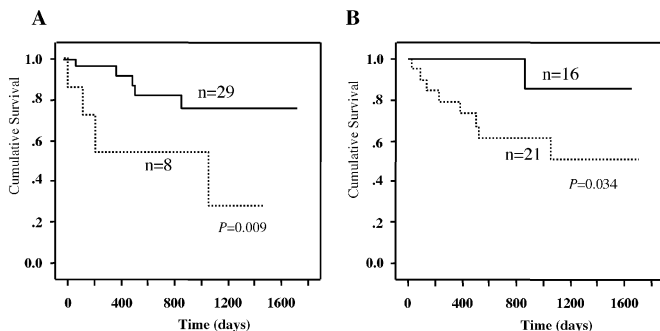 A
Cumulative Survival
1.0
.8
.6
.4
.2
0.0
n=29
n=8
P=0.009
0 400 800 1200 1600
Time (days)
B
Cumulative Survival
1.0
.8
.6
.4
.2
0.0
n=16
n=21
P=0.034
0 400 800 1200 1600
Time (days)